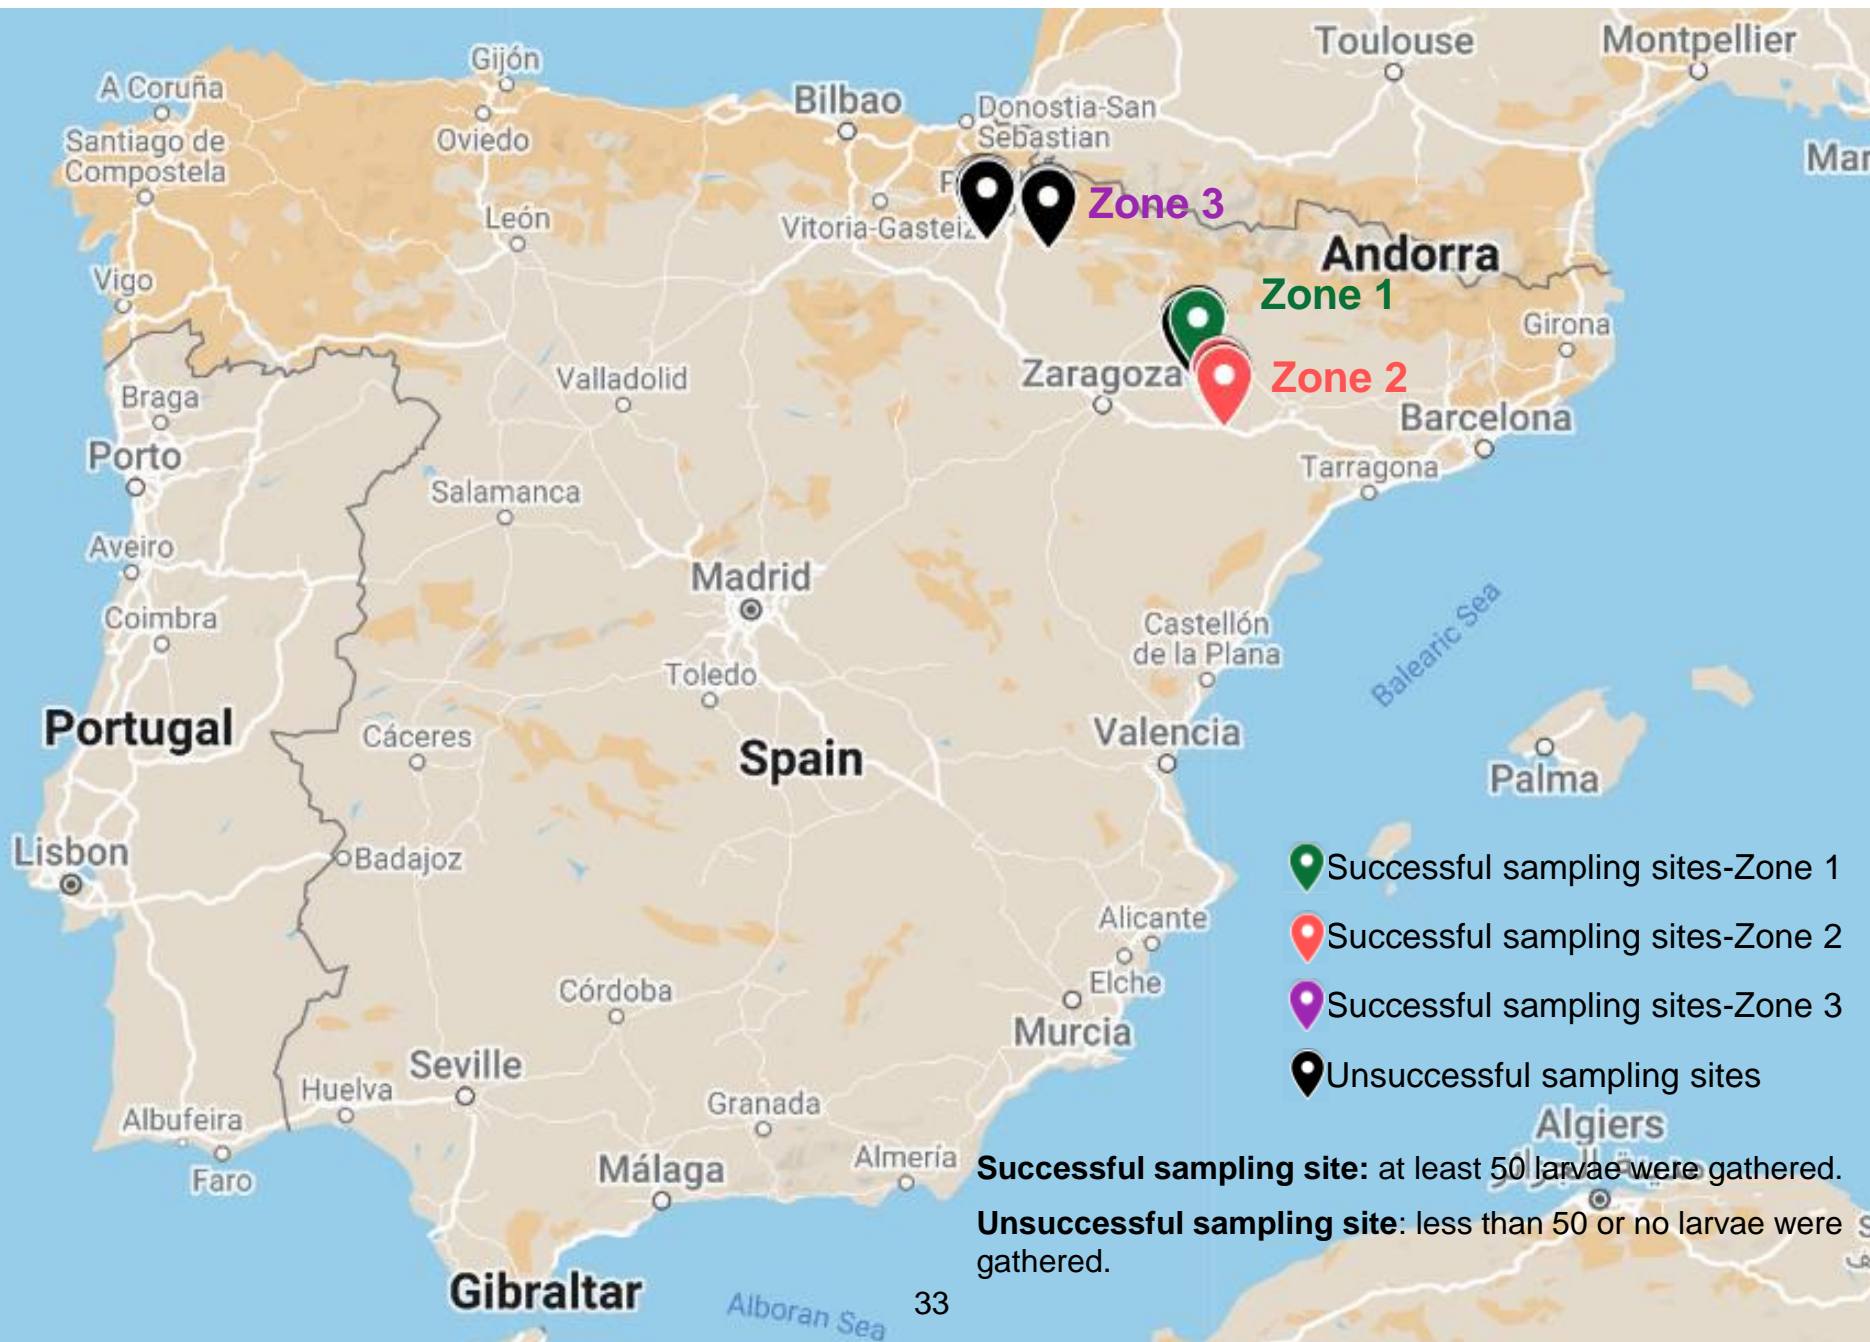 Toulouse
Montpellier
Gijón
A Coruña
Bilbao
Donostia-San
Sebastian
Oviedo
Santiago de
Compostela
Mar
Zone 3
León
Vitoria-Gasteiz
Andorra
Vigo
Zone 1
Girona
Valladolid
Zaragoza
Zone 2
Braga
Barcelona
Porto
Tarragona
Salamanca
Aveiro
Madrid
Coimbra
Castellón
de la Plana
Balearic Sea
Toledo
Portugal
Cáceres
Spain
Valencia
Palma
Lisbon
Badajoz
Successful sampling sites-Zone 1
Alicante
Successful sampling sites-Zone 2
Elche
Córdoba
Successful sampling sites-Zone 3
Murcia
Seville
Unsuccessful sampling sites
Huelva
Granada
Albufeira
Algiers
Faro
Málaga
Almería
Successful sampling site: at least 50 larvae were gathered.
Unsuccessful sampling site: less than 50 or no larvae were
gathered.
Gibraltar
Alboran Sea
33